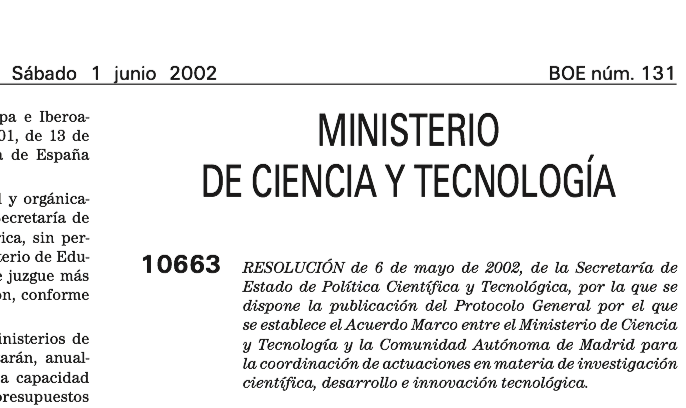 Sábado 1 junio 2002
BOE núm. 131
pa e Iberoa-
01, de 13 de
a de España
l y orgánica-
Secretaría de
rica, sin per-
terio de Edu-
e juzgue más
ón, conforme
inisterios de
arán, anual-
a capacidad
presupuestos
MINISTERIO
DE CIENCIA Y TECNOLOGÍA
10663 RESOLUCIÓN de 6 de mayo de 2002, de la Secretaría de
Estado de Política Científica y Tecnológica, por la que se
dispone la publicación del Protocolo General por el que
se establece el Acuerdo Marco entre el Ministerio de Ciencia
y Tecnología y la Comunidad Autónoma de Madrid para
la coordinación de actuaciones en materia de investigación
científica, desarrollo e innovación tecnológica.